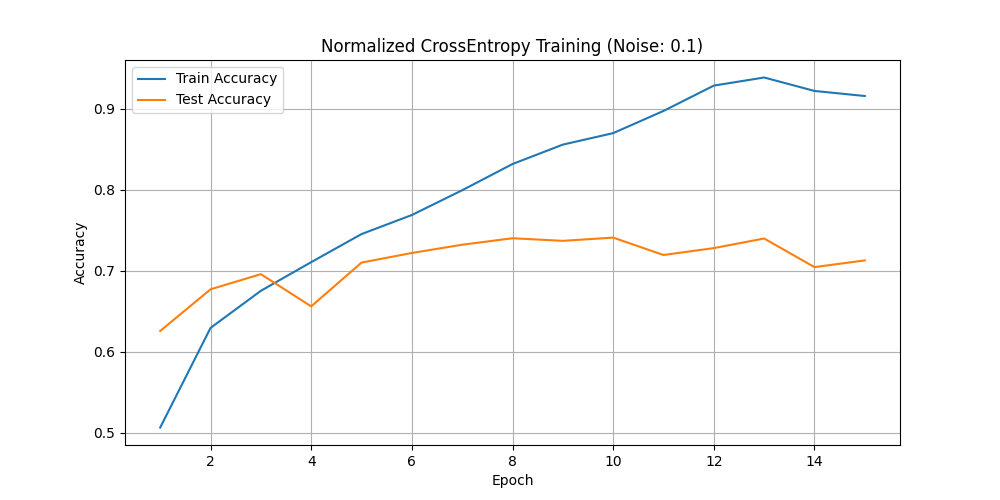 Normalized CrossEntropy Training (Noise: 0.1)
Train Accuracy
Test Accuracy
0.9
0.8
0.7
0.6
0.5
Accuracy
2 4 6 8 10 12 14
Epoch